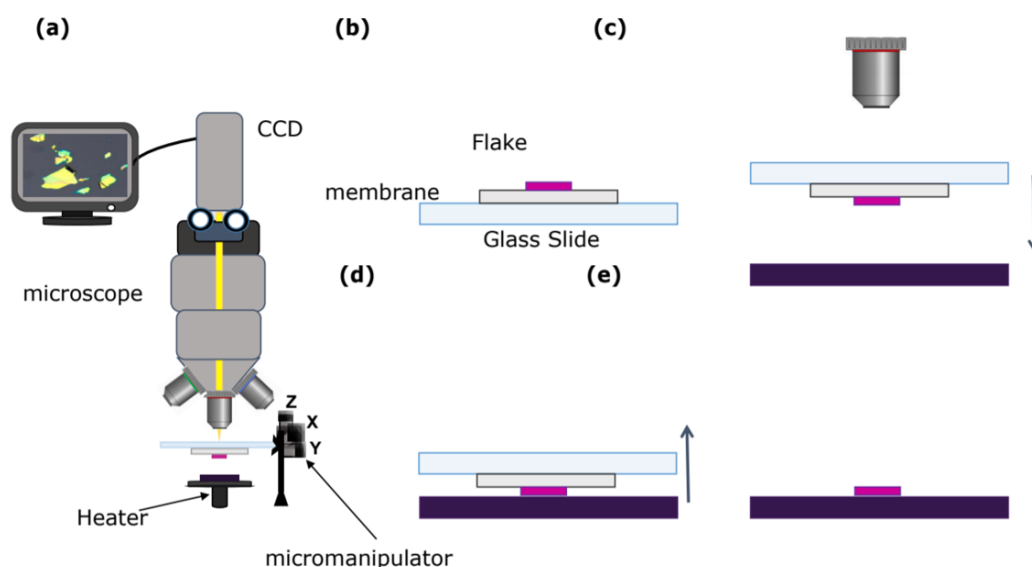 (a)
(b)
(c)
CCD
Flake
membrane
Glass Slide
(d)
(e)
microscope
Z
X
Y
Heater
micromanipulator